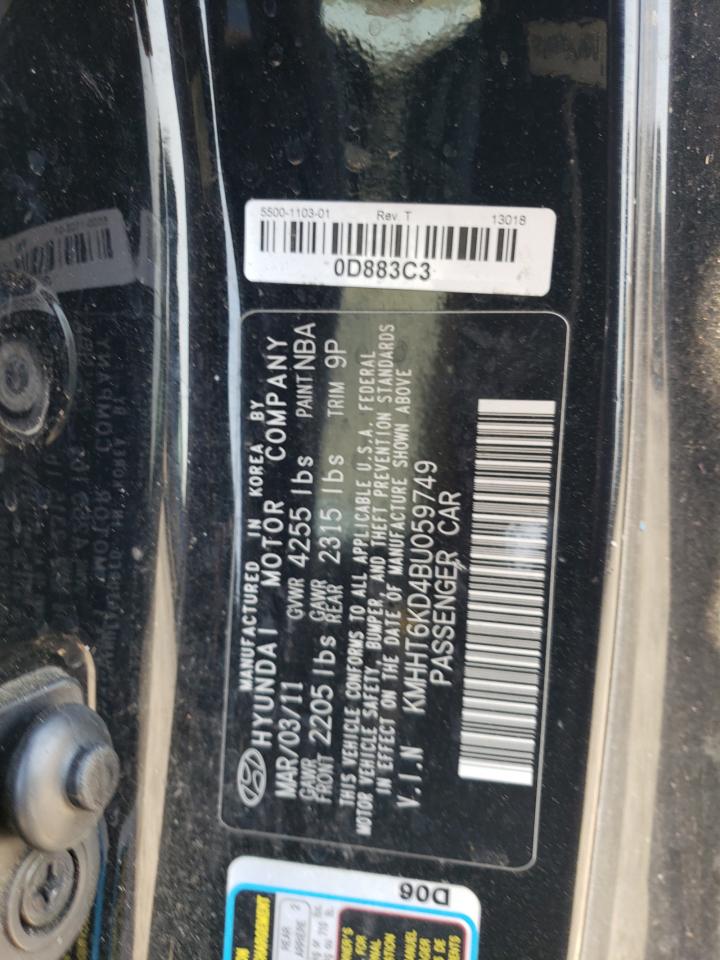 5500-1103-01 Rev. T 13018
0D883C3
MANUFACTURED IN KOREA BY
HYUNDAI MOTOR COMPANY
MAR/03/11 GVWR 4255 lbs PAINT NBA
GAWR FRONT 2205 lbs GAWR REAR 2315 lbs TRIM 9P
THIS VEHICLE CONFORMS TO ALL APPLICABLE U.S.A. FEDERAL
MOTOR VEHICLE SAFETY, BUMPER, AND THEFT PREVENTION STANDARDS
IN EFFECT ON THE DATE OF MANUFACTURE SHOWN ABOVE
V.I.N KMHHT6KD4BU059749
PASSENGER CAR
D06
REAR
ARRIÈRE 2